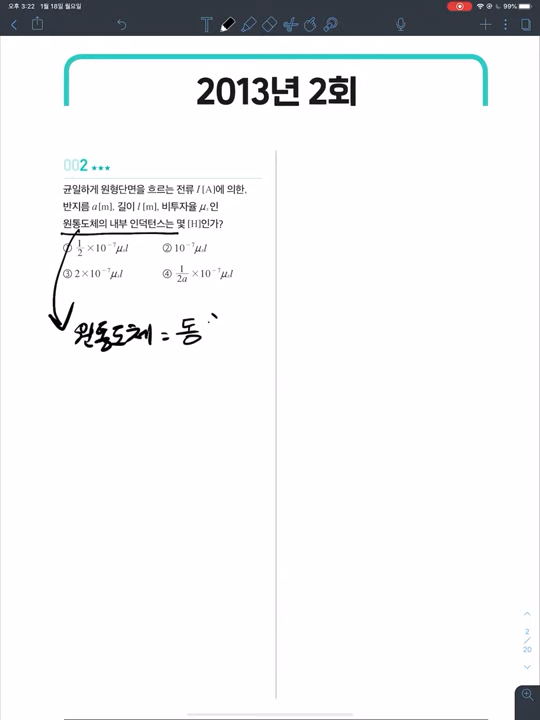 오후 3:22 1월 18일 월요일
99%
2013년 2회
002 ★★★
균일하게 원형단면을 흐르는 전류 I [A]에 의한,
반지름 a[m], 길이 l [m], 비투자율 μₛ인
원통도체의 내부 인덕턴스는 몇 [H]인가?
① 1/2×10⁻⁷μₛl ② 10⁻⁷μₛl
③ 2×10⁻⁷μₛl ④ 1/2a×10⁻⁷μₛl
원통도체 = 동
2
/
20